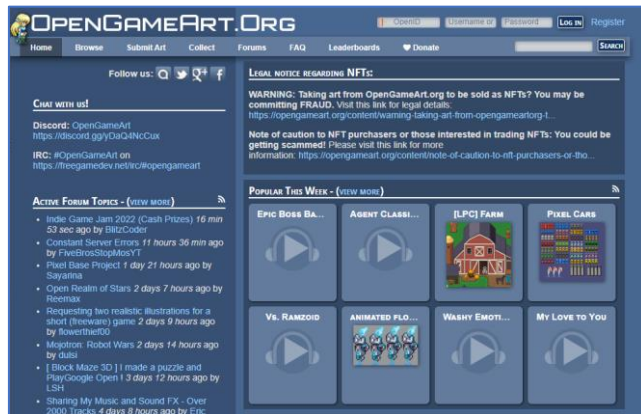 OpenGameArt.Org
OpenID
Username or
Password
Log in
Register
Home Browse Submit Art Collect Forums FAQ Leaderboards ❤ Donate
Search
Follow us:
Chat with us!
Discord: OpenGameArt
https://discord.gg/yDaQ4NcCux
IRC: #OpenGameArt on
https://freegamedev.net/irc/#opengameart
Active Forum Topics - (view more)
• Indie Game Jam 2022 (Cash Prizes) 16 min
53 sec ago by BlitzCoder
• Constant Server Errors 11 hours 36 min ago
by FiveBrosStopMosYT
• Pixel Base Project 1 day 21 hours ago by
Sayarina
• Open Realm of Stars 2 days 7 hours ago by
Reemax
• Requesting two realistic illustrations for a
short (freeware) game 2 days 9 hours ago
by flowerthief00
• Mojotron: Robot Wars 2 days 14 hours ago
by dulsi
• [ Block Maze 3D ] I made a puzzle and
PlayGoogle Open ! 3 days 12 hours ago by
LSH
• Sharing My Music and Sound FX - Over
2000 Tracks 4 days 8 hours ago by Eric
Legal notice regarding NFTs:
WARNING: Taking art from OpenGameArt.org to be sold as NFTs? You may be
committing FRAUD. Visit this link for legal details:
https://opengameart.org/content/warning-taking-art-from-opengameartorg-t...
Note of caution to NFT purchasers or those interested in trading NFTs: You could be
getting scammed! Please visit this link for more
information: https://opengameart.org/content/note-of-caution-to-nft-purchasers-or-tho...
Popular This Week - (view more)
Epic Boss Ba...
Agent Classi...
[LPC] Farm
Pixel Cars
Vs. Ramzoid
animated flo...
Washy Emoti...
My Love to You